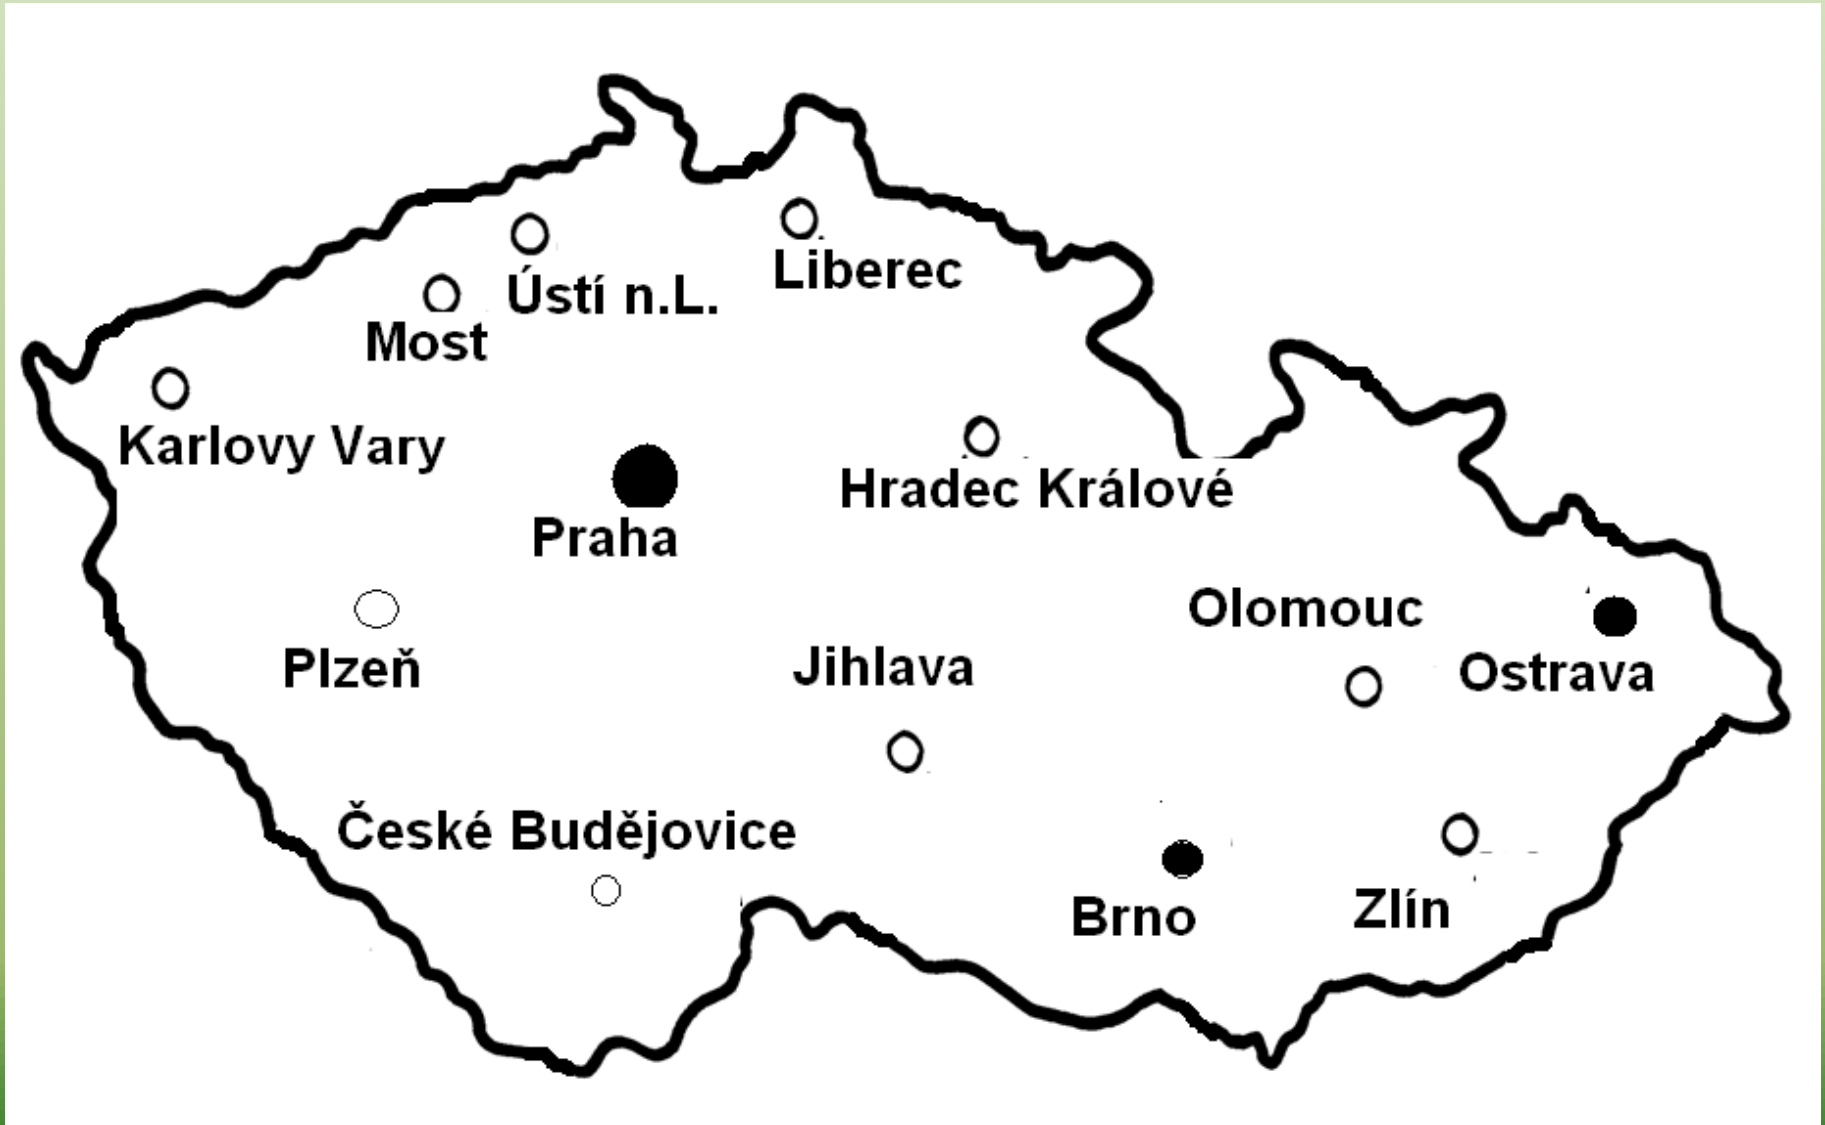 Liberec
Ústí n.L.
Most
Karlovy Vary
Hradec Králové
Praha
Olomouc
Plzeň
Jihlava
Ostrava
České Budějovice
Brno
Zlín